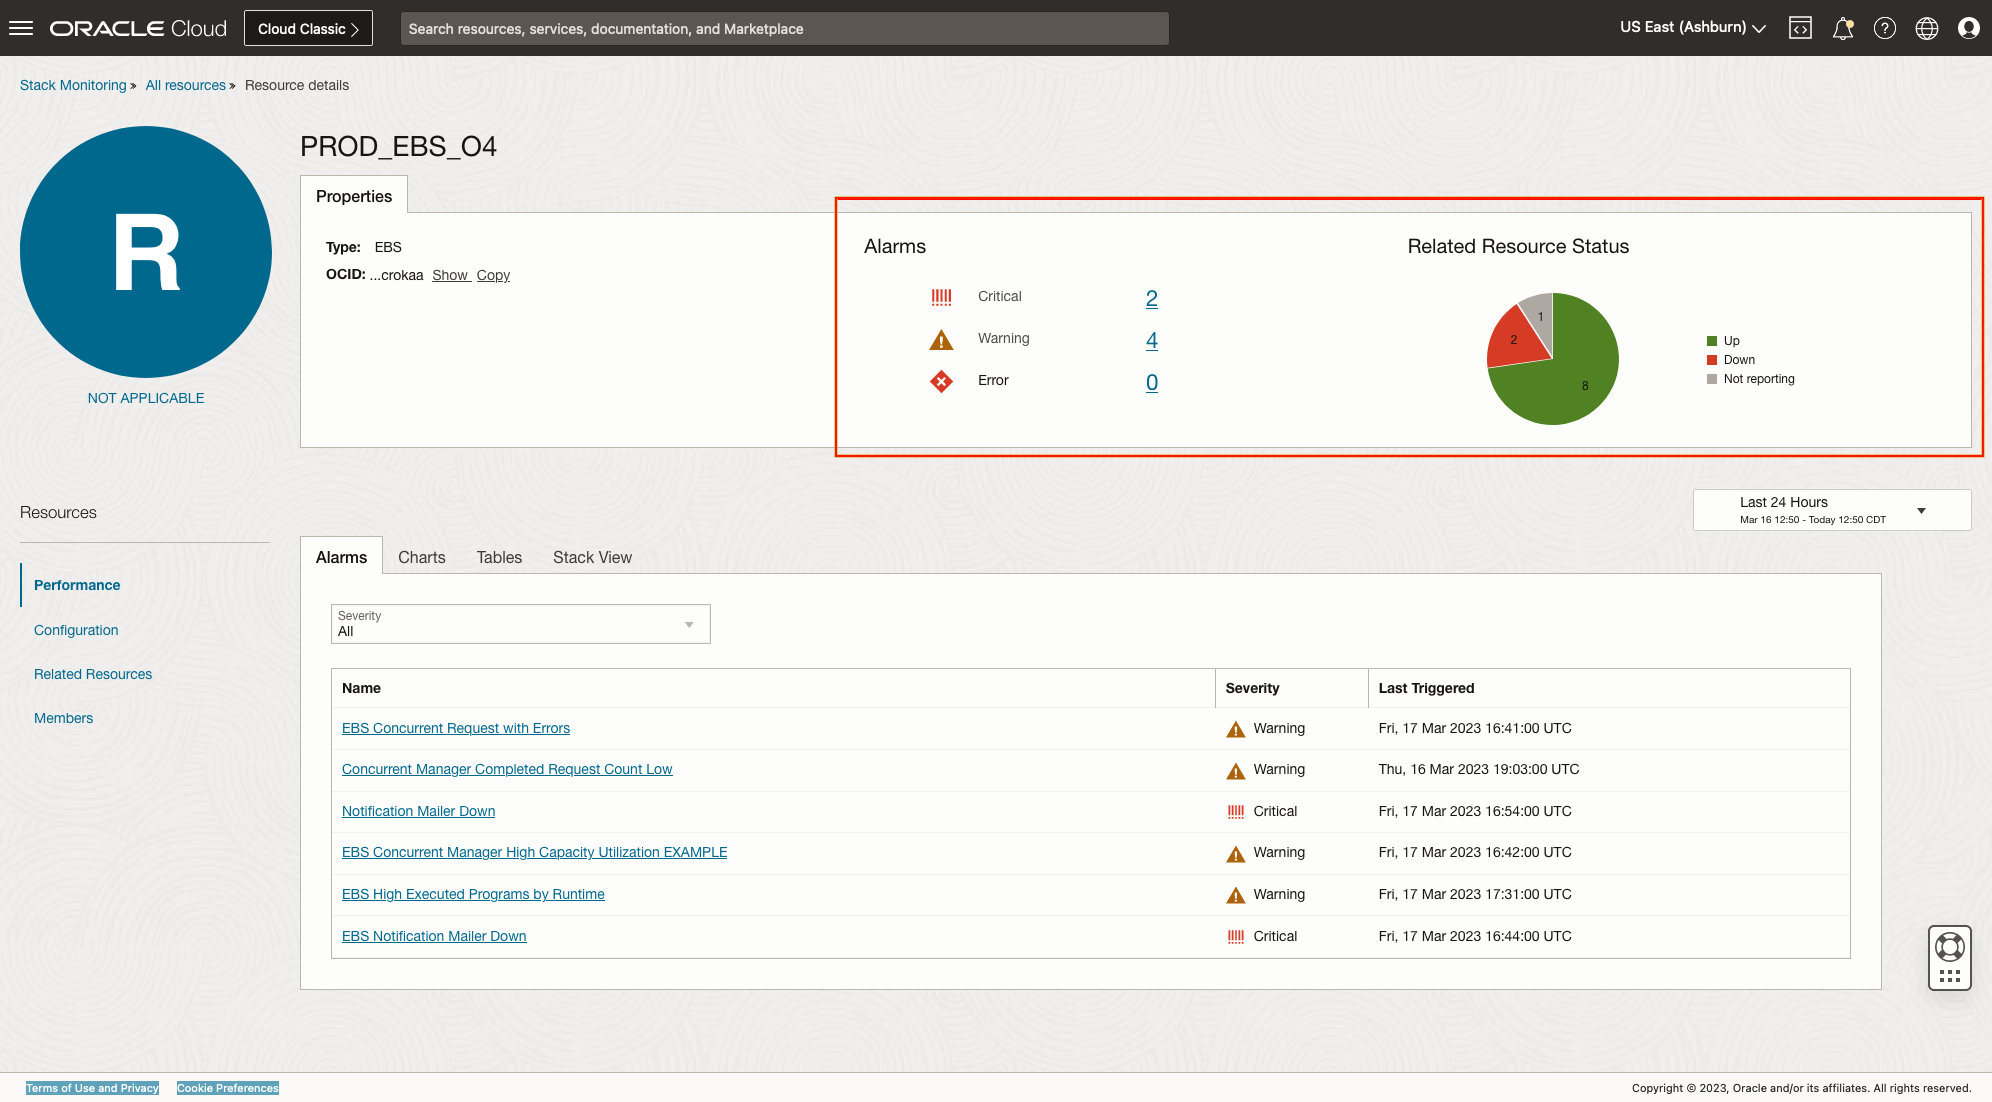 ORACLE Cloud
Cloud Classic
Search resources, services, documentation, and Marketplace
US East (Ashburn)
Stack Monitoring » All resources » Resource details
R
NOT APPLICABLE
PROD_EBS_O4
Properties
Type: EBS
OCID: ...crokaa Show Copy
Alarms
Critical 2
Warning 4
Error 0
Related Resource Status
1
2
8
Up
Down
Not reporting
Resources
Performance
Configuration
Related Resources
Members
Last 24 Hours
Mar 16 12:50 - Today 12:50 CDT
Alarms Charts Tables Stack View
Severity
All
Name Severity Last Triggered
EBS Concurrent Request with Errors Warning Fri, 17 Mar 2023 16:41:00 UTC
Concurrent Manager Completed Request Count Low Warning Thu, 16 Mar 2023 19:03:00 UTC
Notification Mailer Down Critical Fri, 17 Mar 2023 16:54:00 UTC
EBS Concurrent Manager High Capacity Utilization EXAMPLE Warning Fri, 17 Mar 2023 16:42:00 UTC
EBS High Executed Programs by Runtime Warning Fri, 17 Mar 2023 17:31:00 UTC
EBS Notification Mailer Down Critical Fri, 17 Mar 2023 16:44:00 UTC
Terms of Use and Privacy Cookie Preferences
Copyright © 2023, Oracle and/or its affiliates. All rights reserved.